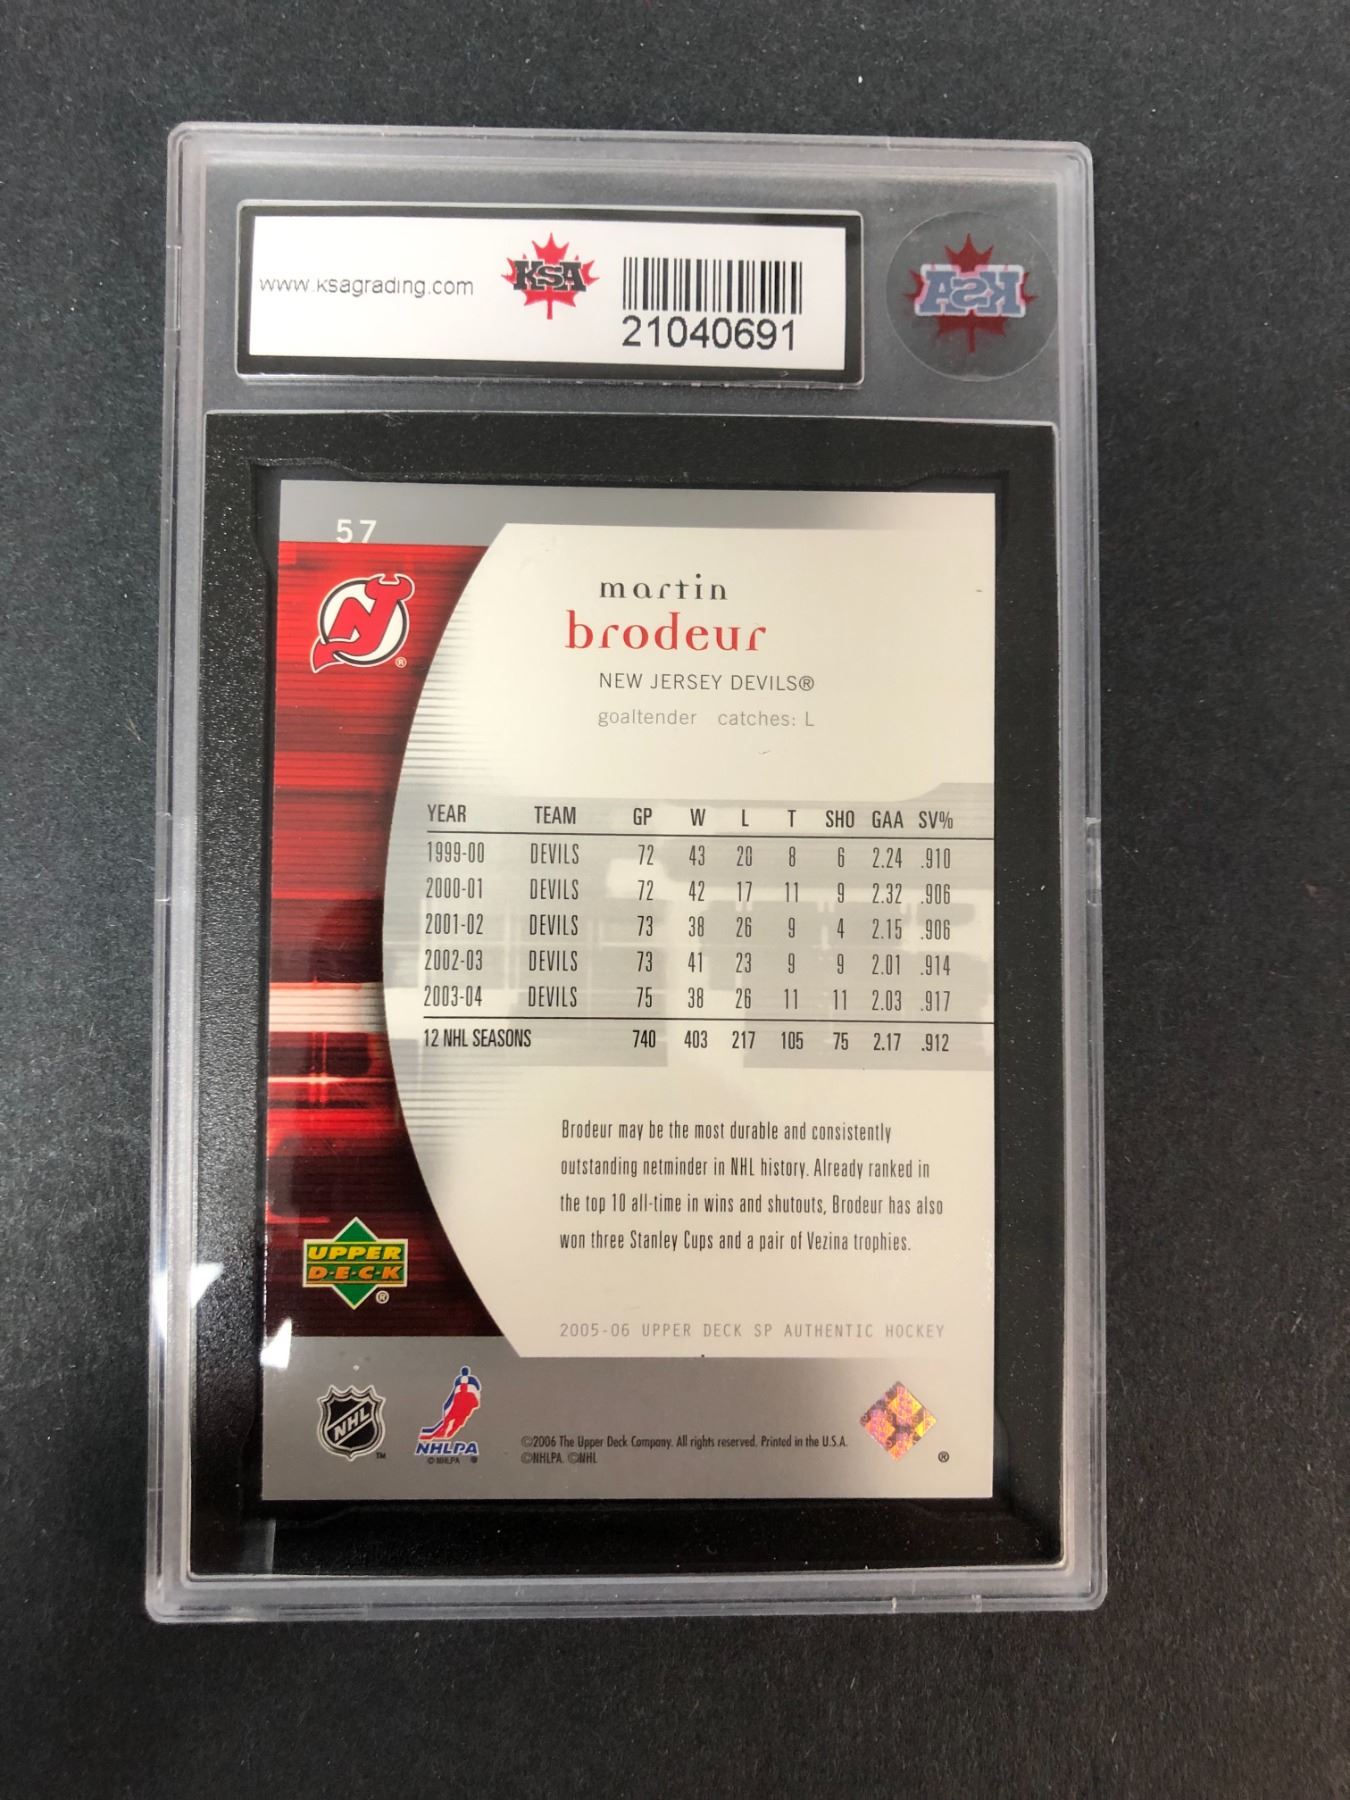 www.ksagrading.com
KSA
21040691
KSA
57
martin
brodeur
NEW JERSEY DEVILS®
goaltender catches: L
YEAR TEAM GP W L T SHO GAA SV%
1999-00 DEVILS 72 43 20 8 6 2.24 .910
2000-01 DEVILS 72 42 17 11 9 2.32 .906
2001-02 DEVILS 73 38 26 9 4 2.15 .906
2002-03 DEVILS 73 41 23 9 9 2.01 .914
2003-04 DEVILS 75 38 26 11 11 2.03 .917
12 NHL SEASONS 740 403 217 105 75 2.17 .912
Brodeur may be the most durable and consistently
outstanding netminder in NHL history. Already ranked in
the top 10 all-time in wins and shutouts, Brodeur has also
won three Stanley Cups and a pair of Vezina trophies.
UPPER
D·E·C·K
®
2005-06 UPPER DECK SP AUTHENTIC HOCKEY
NHL
™
NHLPA
© NHLPA ®
©2006 The Upper Deck Company. All rights reserved. Printed in the U.S.A.
©NHLPA. ©NHL
®